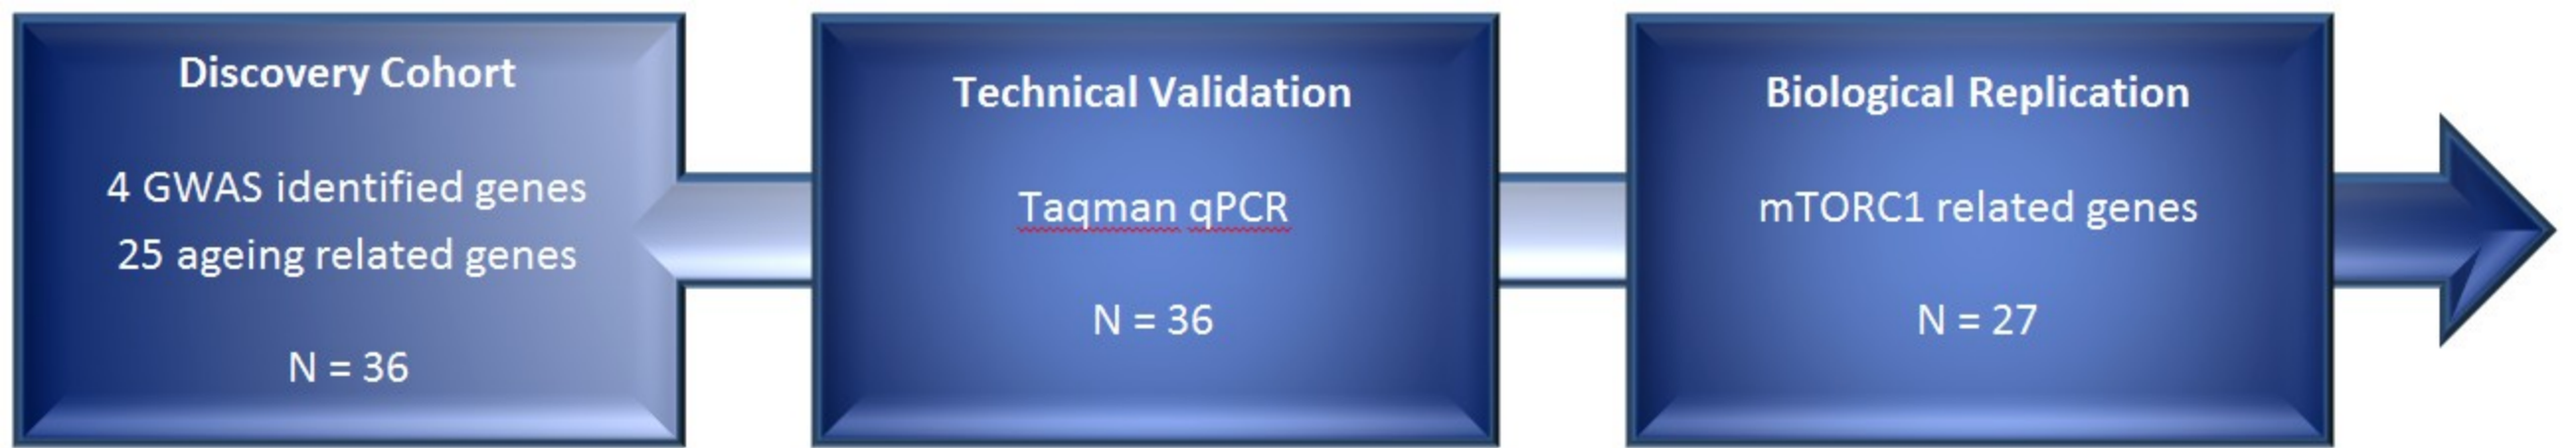 Discovery Cohort
4 GWAS identified genes
25 ageing related genes
N = 36
Technical Validation
Taqman qPCR
N = 36
Biological Replication
mTORC1 related genes
N = 27